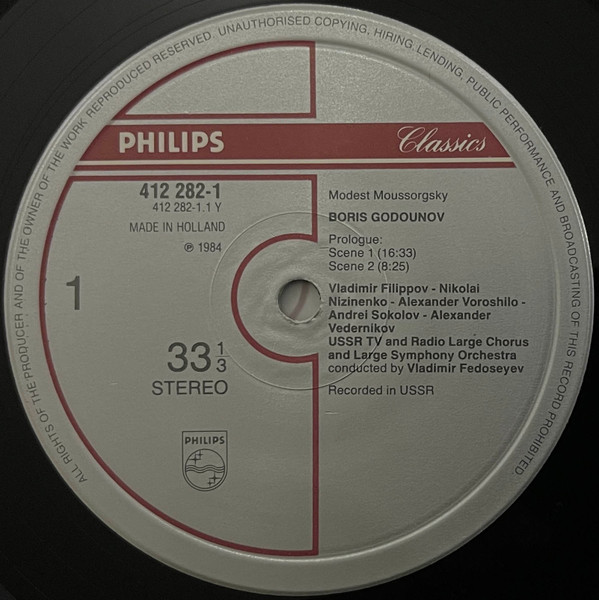 ALL RIGHTS OF THE PRODUCER AND OF THE OWNER OF THE WORK REPRODUCED RESERVED. UNAUTHORISED COPYING, HIRING, LENDING, PUBLIC PERFORMANCE AND BROADCASTING OF THIS RECORD PROHIBITED.
PHILIPS Classics
412 282-1
412 282-1.1 Y
MADE IN HOLLAND
℗ 1984
1
33 1/3
STEREO
PHILIPS
Modest Moussorgsky
BORIS GODOUNOV
Prologue:
Scene 1 (16:33)
Scene 2 (8:25)
Vladimir Filippov - Nikolai
Nizinenko - Alexander Voroshilo -
Andrei Sokolov - Alexander
Vedernikov
USSR TV and Radio Large Chorus
and Large Symphony Orchestra
conducted by Vladimir Fedoseyev
Recorded in USSR